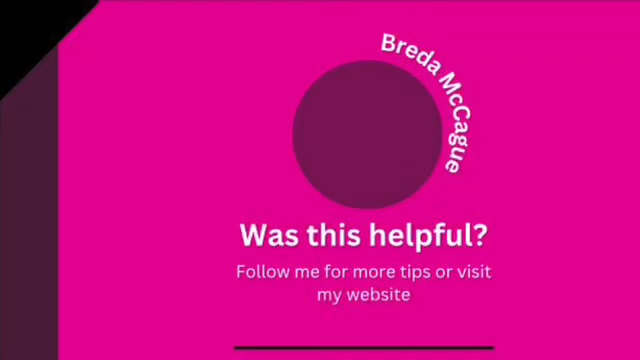 Breda McCague
Was this helpful?
Follow me for more tips or visit
my website